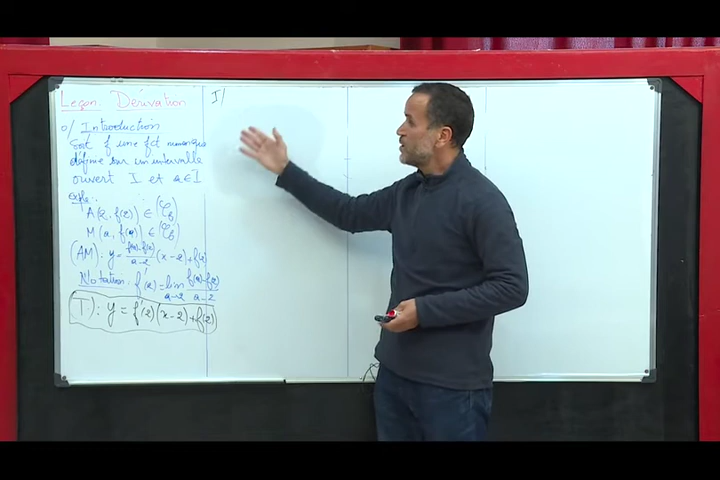 Leçon. Dérivation
0/ Introduction
Soit f une fct numérique
définie sur un intervalle
ouvert I et a∈I
Exple:
A(2, f(2)) ∈ (𝒞f)
M(a, f(a)) ∈ (𝒞f)
(AM): y = f(a)-f(2)/a-2 (x-2)+f(2)
Notation: f'(2)=lim a→2 f(a)-f(2)/a-2
(T): y = f'(2)(x-2)+f(2)
I/